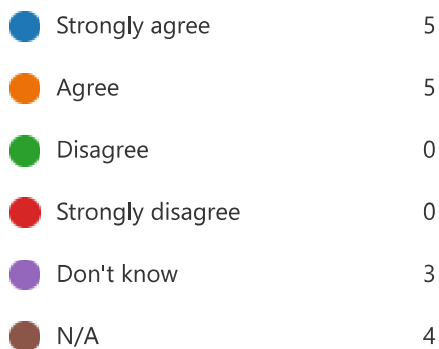 Strongly agree 5
Agree 5
Disagree 0
Strongly disagree 0
Don't know 3
N/A 4